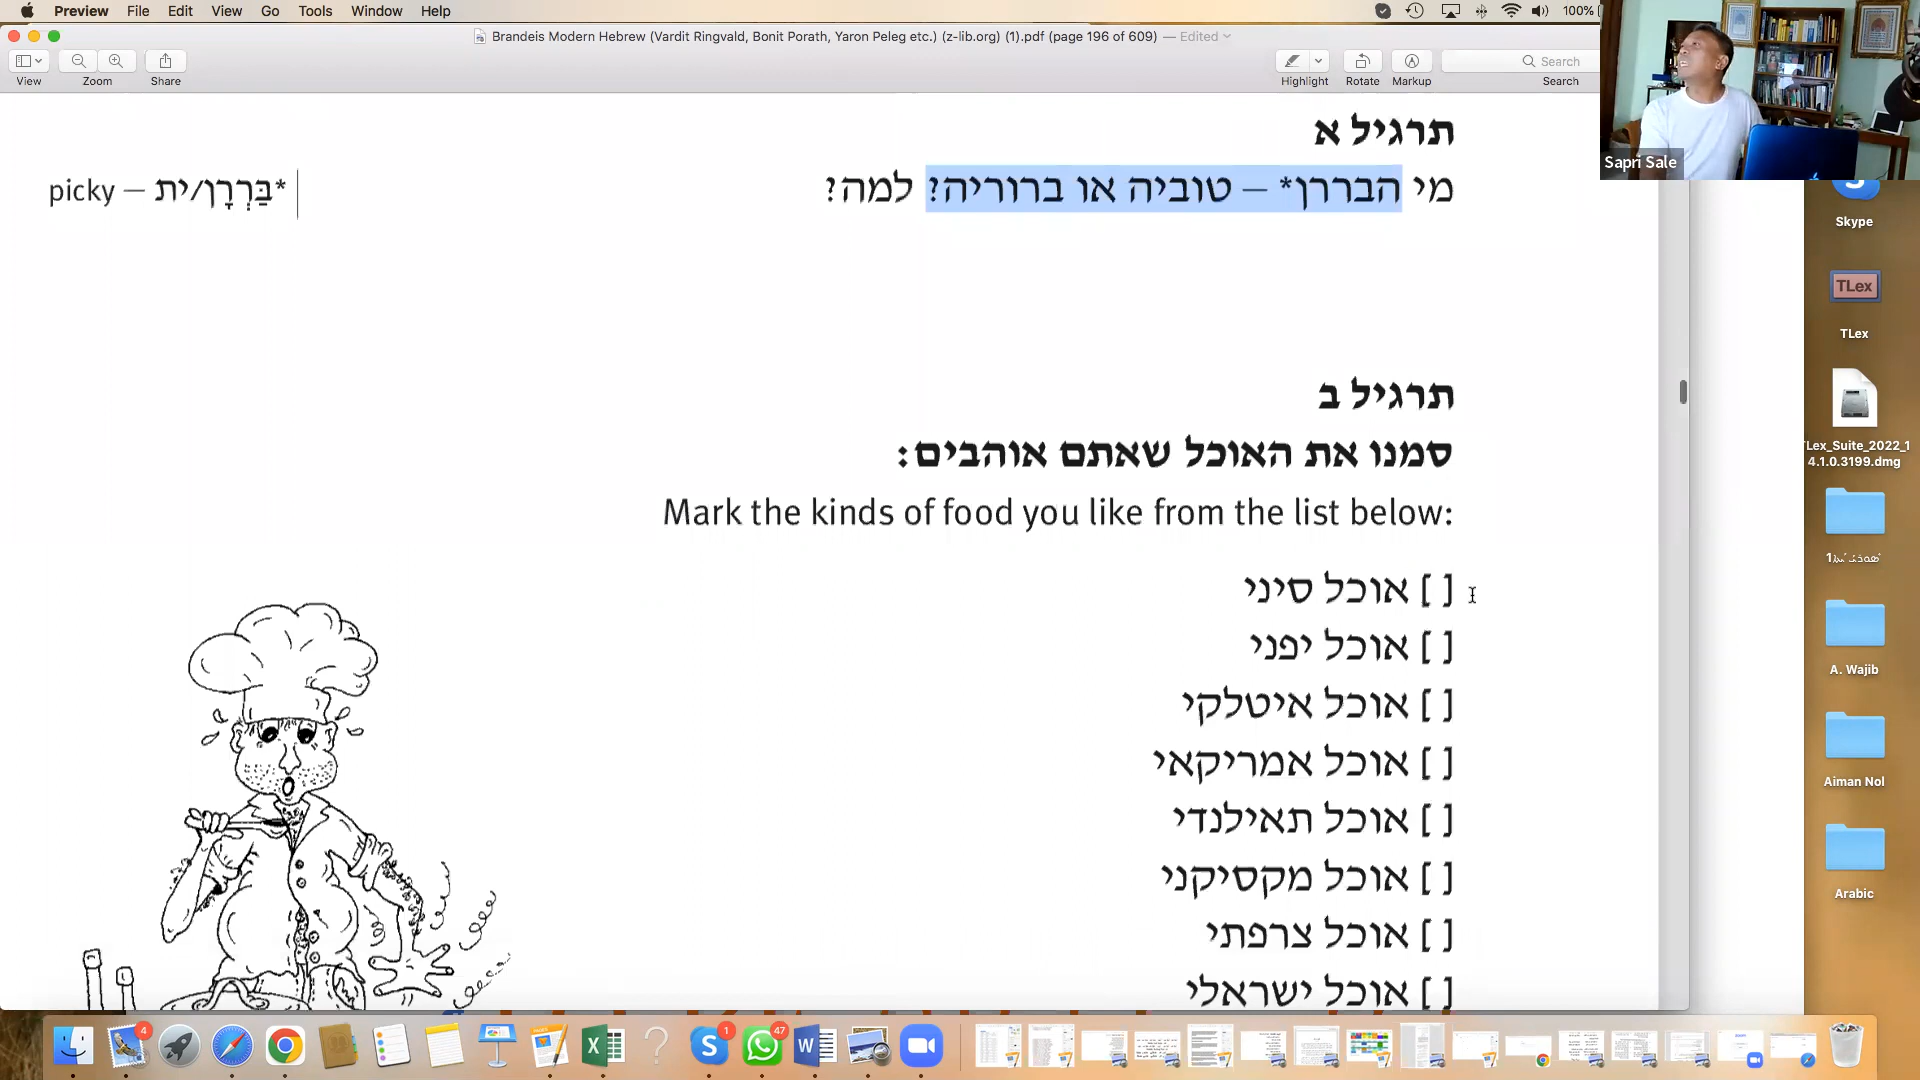 Preview File Edit View Go Tools Window Help
100%
Brandeis Modern Hebrew (Vardit Ringvald, Bonit Porath, Yaron Peleg etc.) (z-lib.org) (1).pdf (page 196 of 609) — Edited
View Zoom Share Highlight Rotate Markup Search
Search
Sapri Sale
תרגיל א
מי הבררן* – טוביה או ברוריה? למה?
*בַּרְרָן/ית – picky
תרגיל ב
סמנו את האוכל שאתם אוהבים:
Mark the kinds of food you like from the list below:
[ ] אוכל סיני
[ ] אוכל יפני
[ ] אוכל איטלקי
[ ] אוכל אמריקאי
[ ] אוכל תאילנדי
[ ] אוכל מקסיקני
[ ] אוכל צרפתי
[ ] אוכל ישראלי
Skype
TLex
TLex
TLex_Suite_2022_1
4.1.0.3199.dmg
A. Wajib
Aiman Nol
Arabic
4
1
47